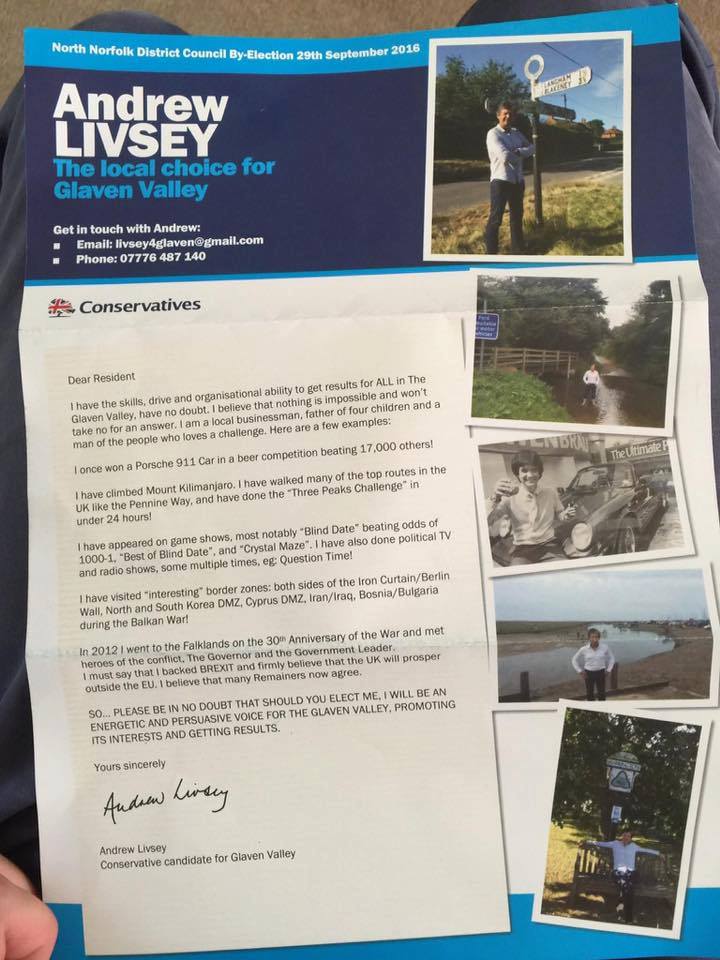 North Norfolk District Council By-Election 29th September 2016
Andrew
LIVSEY
The local choice for
Glaven Valley
Get in touch with Andrew:
Email: livsey4glaven@gmail.com
Phone: 07776 487 140
LANGHAM
BLAKENEY
Conservatives
Dear Resident
I have the skills, drive and organisational ability to get results for ALL in The
Glaven Valley, have no doubt. I believe that nothing is impossible and won't
take no for an answer. I am a local businessman, father of four children and a
man of the people who loves a challenge. Here are a few examples:
I once won a Porsche 911 Car in a beer competition beating 17,000 others!
I have climbed Mount Kilimanjaro. I have walked many of the top routes in the
UK like the Pennine Way, and have done the "Three Peaks Challenge" in
under 24 hours!
I have appeared on game shows, most notably "Blind Date" beating odds of
1000-1, "Best of Blind Date", and "Crystal Maze". I have also done political TV
and radio shows, some multiple times, eg: Question Time!
I have visited "interesting" border zones: both sides of the Iron Curtain/Berlin
Wall, North and South Korea DMZ, Cyprus DMZ, Iran/Iraq, Bosnia/Bulgaria
during the Balkan War!
In 2012 I went to the Falklands on the 30th Anniversary of the War and met
heroes of the conflict, The Governor and the Government Leader.
I must say that I backed BREXIT and firmly believe that the UK will prosper
outside the EU. I believe that many Remainers now agree.
SO... PLEASE BE IN NO DOUBT THAT SHOULD YOU ELECT ME, I WILL BE AN
ENERGETIC AND PERSUASIVE VOICE FOR THE GLAVEN VALLEY, PROMOTING
ITS INTERESTS AND GETTING RESULTS.
Yours sincerely
Andrew Livsey
Andrew Livsey
Conservative candidate for Glaven Valley
Ford
The Ultimate